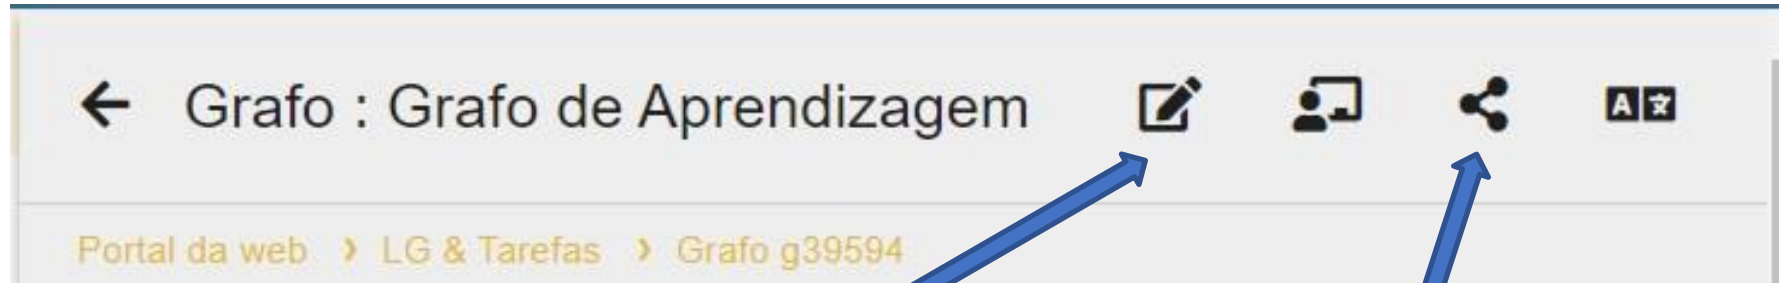 Grafo : Grafo de Aprendizagem
Portal da web › LG & Tarefas › Grafo g39594